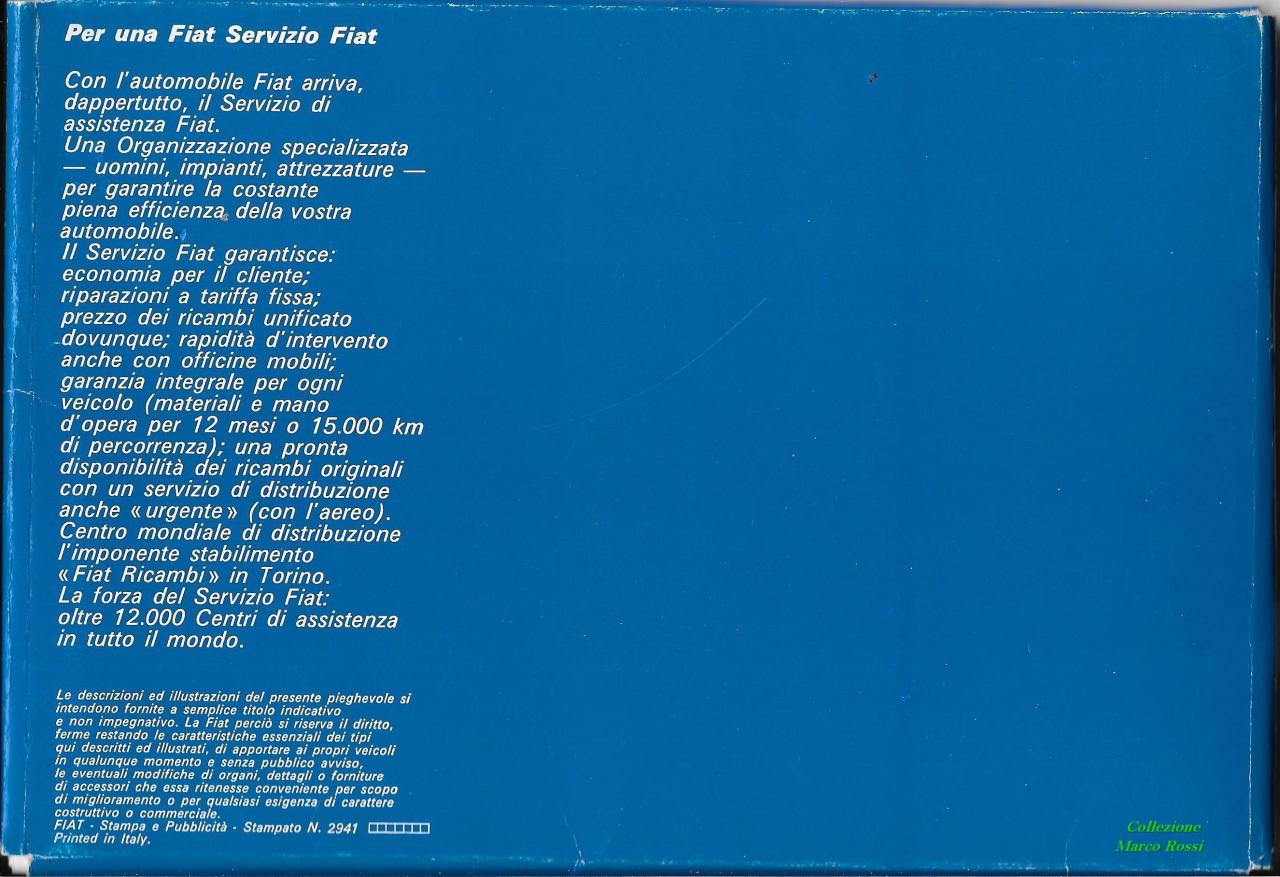 Per una Fiat Servizio Fiat
Con l'automobile Fiat arriva,
dappertutto, il Servizio di
assistenza Fiat.
Una Organizzazione specializzata
— uomini, impianti, attrezzature —
per garantire la costante
piena efficienza della vostra
automobile.
Il Servizio Fiat garantisce:
economia per il cliente;
riparazioni a tariffa fissa;
prezzo dei ricambi unificato
dovunque; rapidità d'intervento
anche con officine mobili;
garanzia integrale per ogni
veicolo (materiali e mano
d'opera per 12 mesi o 15.000 km
di percorrenza); una pronta
disponibilità dei ricambi originali
con un servizio di distribuzione
anche «urgente» (con l'aereo).
Centro mondiale di distribuzione
l'imponente stabilimento
«Fiat Ricambi» in Torino.
La forza del Servizio Fiat:
oltre 12.000 Centri di assistenza
in tutto il mondo.
Le descrizioni ed illustrazioni del presente pieghevole si
intendono fornite a semplice titolo indicativo
e non impegnativo. La Fiat perciò si riserva il diritto,
ferme restando le caratteristiche essenziali dei tipi
qui descritti ed illustrati, di apportare ai propri veicoli
in qualunque momento e senza pubblico avviso,
le eventuali modifiche di organi, dettagli o forniture
di accessori che essa ritenesse conveniente per scopo
di miglioramento o per qualsiasi esigenza di carattere
costruttivo o commerciale.
FIAT - Stampa e Pubblicità - Stampato N. 2941
Printed in Italy.
Collezione
Marco Rossi